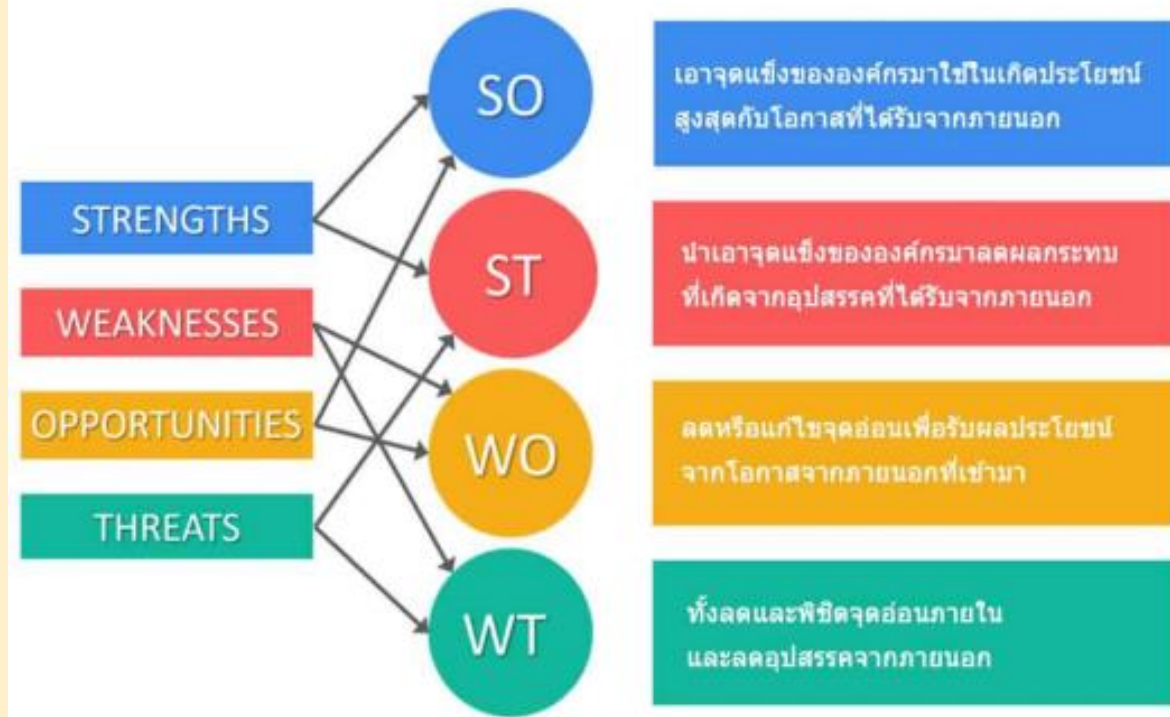 STRENGTHS
WEAKNESSES
OPPORTUNITIES
THREATS
SO
ST
WO
WT
เอาจุดแข็งขององค์กรมาใช้ในเกิดประโยชน์
สูงสุดกับโอกาสที่ได้รับจากภายนอก
นำเอาจุดแข็งขององค์กรมาลดผลกระทบ
ที่เกิดจากอุปสรรคที่ได้รับจากภายนอก
ลดหรือแก้ไขจุดอ่อนเพื่อรับผลประโยชน์
จากโอกาสจากภายนอกที่เข้ามา
ทั้งลดและพิชิตจุดอ่อนภายใน
และลดอุปสรรคจากภายนอก